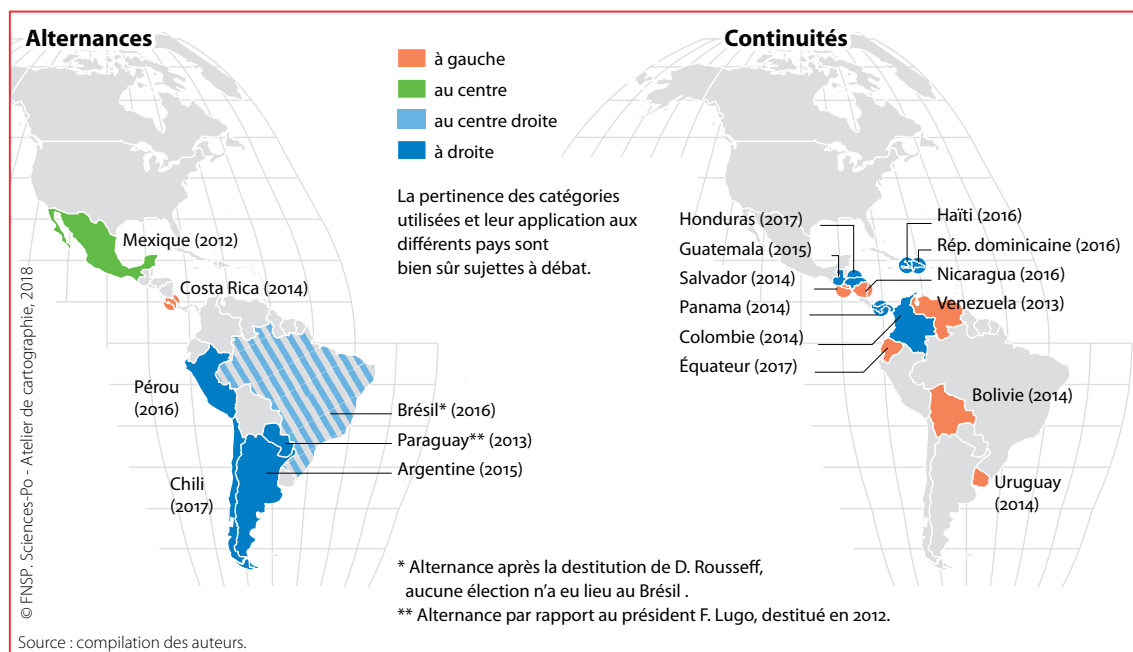 Alternances
à gauche
au centre
au centre droite
à droite
La pertinence des catégories
utilisées et leur application aux
différents pays sont
bien sûr sujettes à débat.
Mexique (2012)
Costa Rica (2014)
Pérou
(2016)
Brésil* (2016)
Paraguay** (2013)
Argentine (2015)
Chili
(2017)
Continuités
Honduras (2017)
Guatemala (2015)
Salvador (2014)
Panama (2014)
Colombie (2014)
Équateur (2017)
Haïti (2016)
Rép. dominicaine (2016)
Nicaragua (2016)
Venezuela (2013)
Bolivie (2014)
Uruguay
(2014)
* Alternance après la destitution de D. Rousseff,
aucune élection n'a eu lieu au Brésil .
** Alternance par rapport au président F. Lugo, destitué en 2012.
© FNSP. Sciences-Po - Atelier de cartographie, 2018
Source : compilation des auteurs.